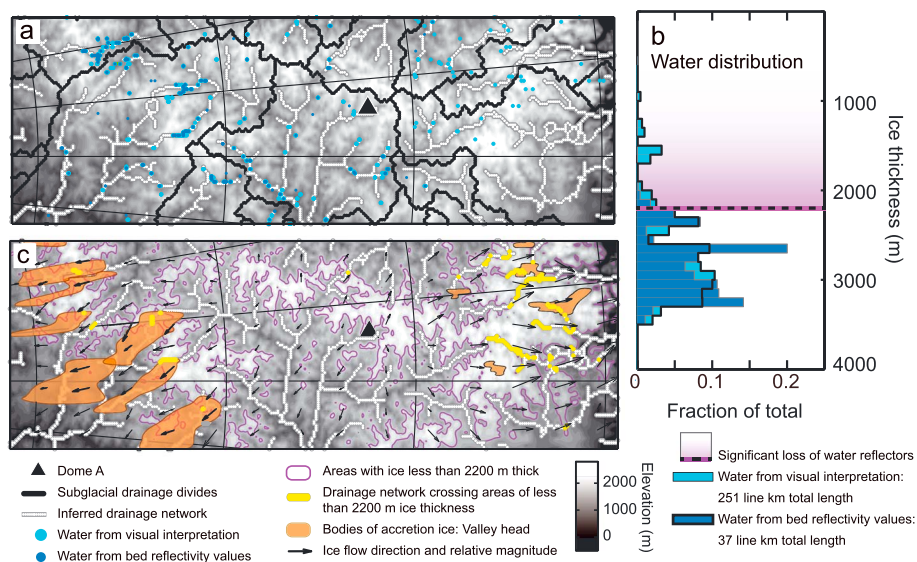 a
b
Water distribution
1000
2000
3000
4000
Ice thickness (m)
0
0.1
0.2
Fraction of total
c
Dome A
Subglacial drainage divides
Inferred drainage network
Water from visual interpretation
Water from bed reflectivity values
Areas with ice less than 2200 m thick
Drainage network crossing areas of less
than 2200 m ice thickness
Bodies of accretion ice: Valley head
Ice flow direction and relative magnitude
2000
1000
0
Elevation (m)
Significant loss of water reflectors
Water from visual interpretation:
251 line km total length
Water from bed reflectivity values:
37 line km total length